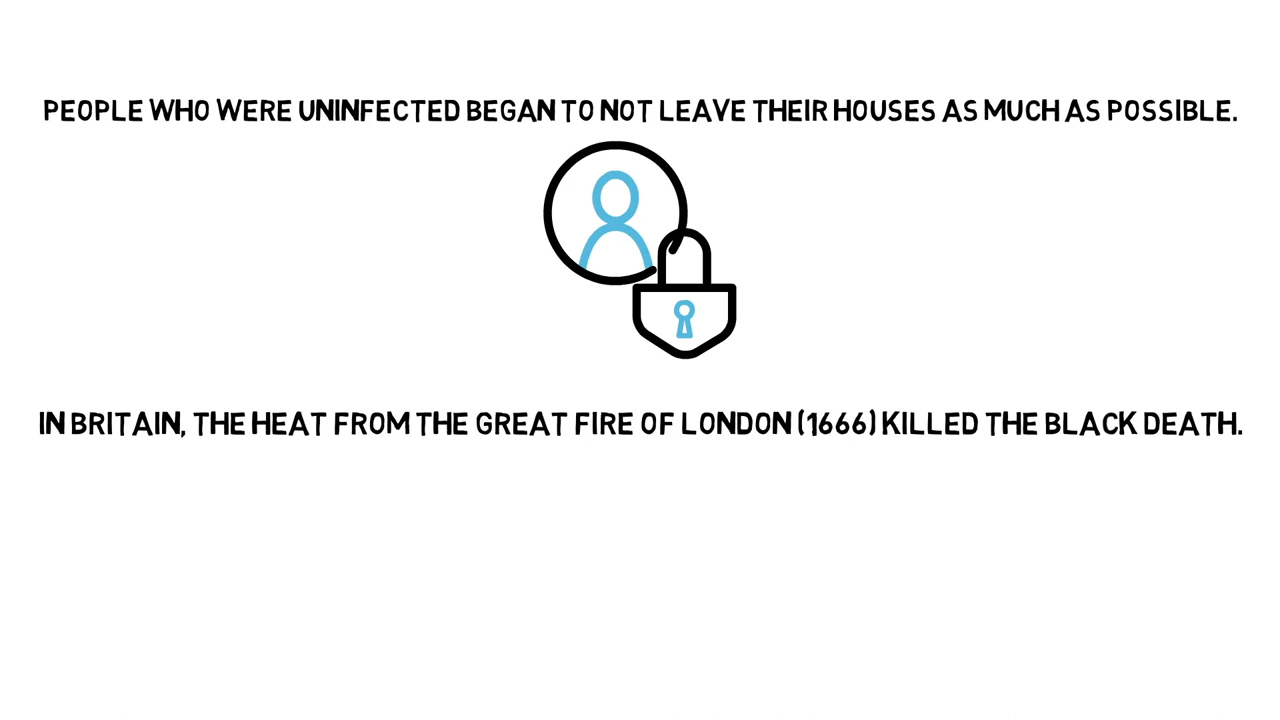 PEOPLE WHO WERE UNINFECTED BEGAN TO NOT LEAVE THEIR HOUSES AS MUCH AS POSSIBLE.
IN BRITAIN, THE HEAT FROM THE GREAT FIRE OF LONDON (1666) KILLED THE BLACK DEATH.